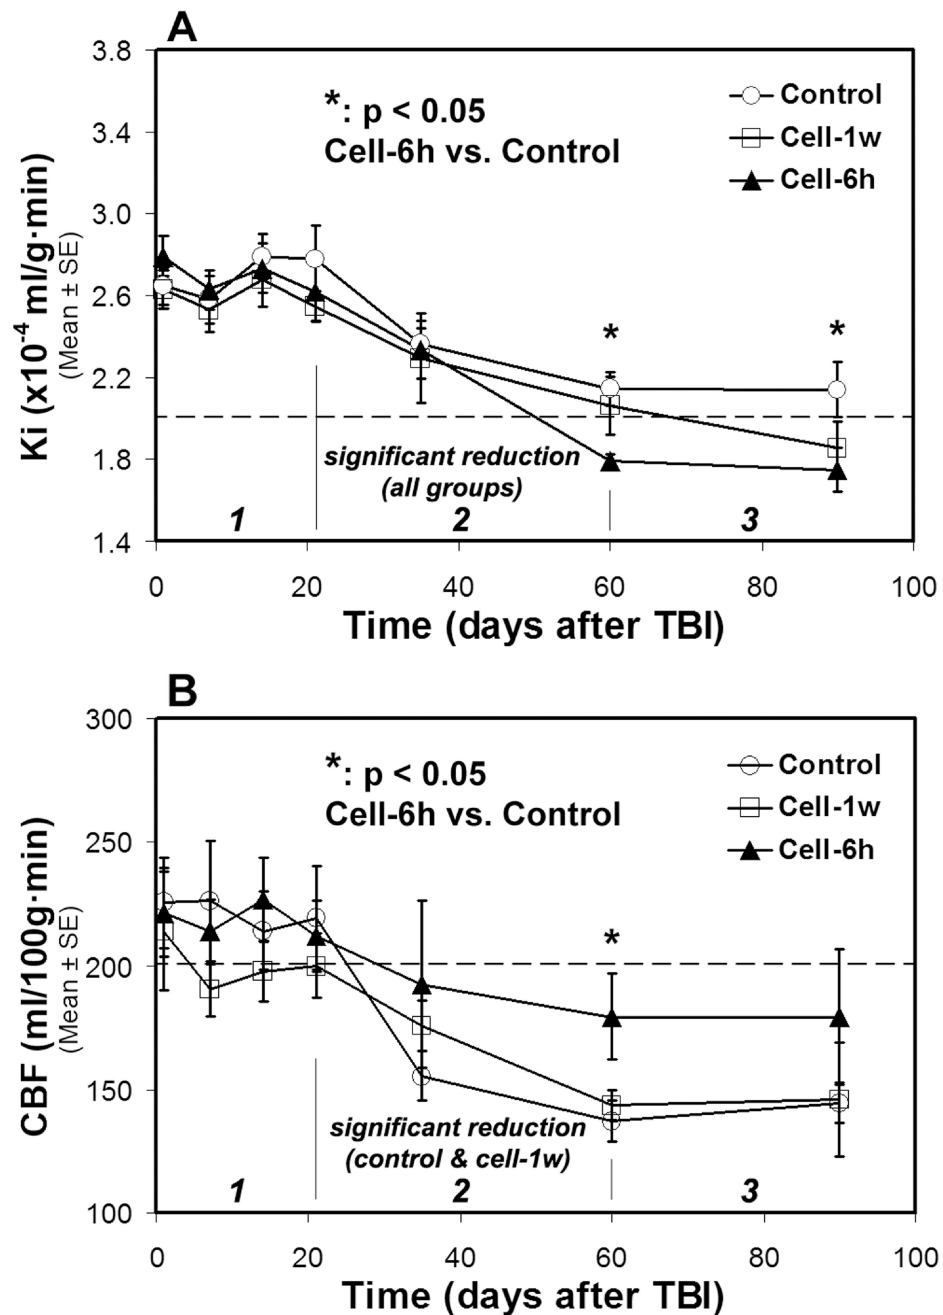 A
3.8
3.4
3.0
2.6
2.2
1.8
1.4
Ki (x10⁻⁴ ml/g·min)
(Mean ± SE)
*: p < 0.05
Cell-6h vs. Control
Control
Cell-1w
Cell-6h
*
*
significant reduction
(all groups)
1
2
3
0
20
40
60
80
100
Time (days after TBI)
B
300
250
200
150
100
CBF (ml/100g·min)
(Mean ± SE)
*: p < 0.05
Cell-6h vs. Control
Control
Cell-1w
Cell-6h
*
significant reduction
(control & cell-1w)
1
2
3
0
20
40
60
80
100
Time (days after TBI)